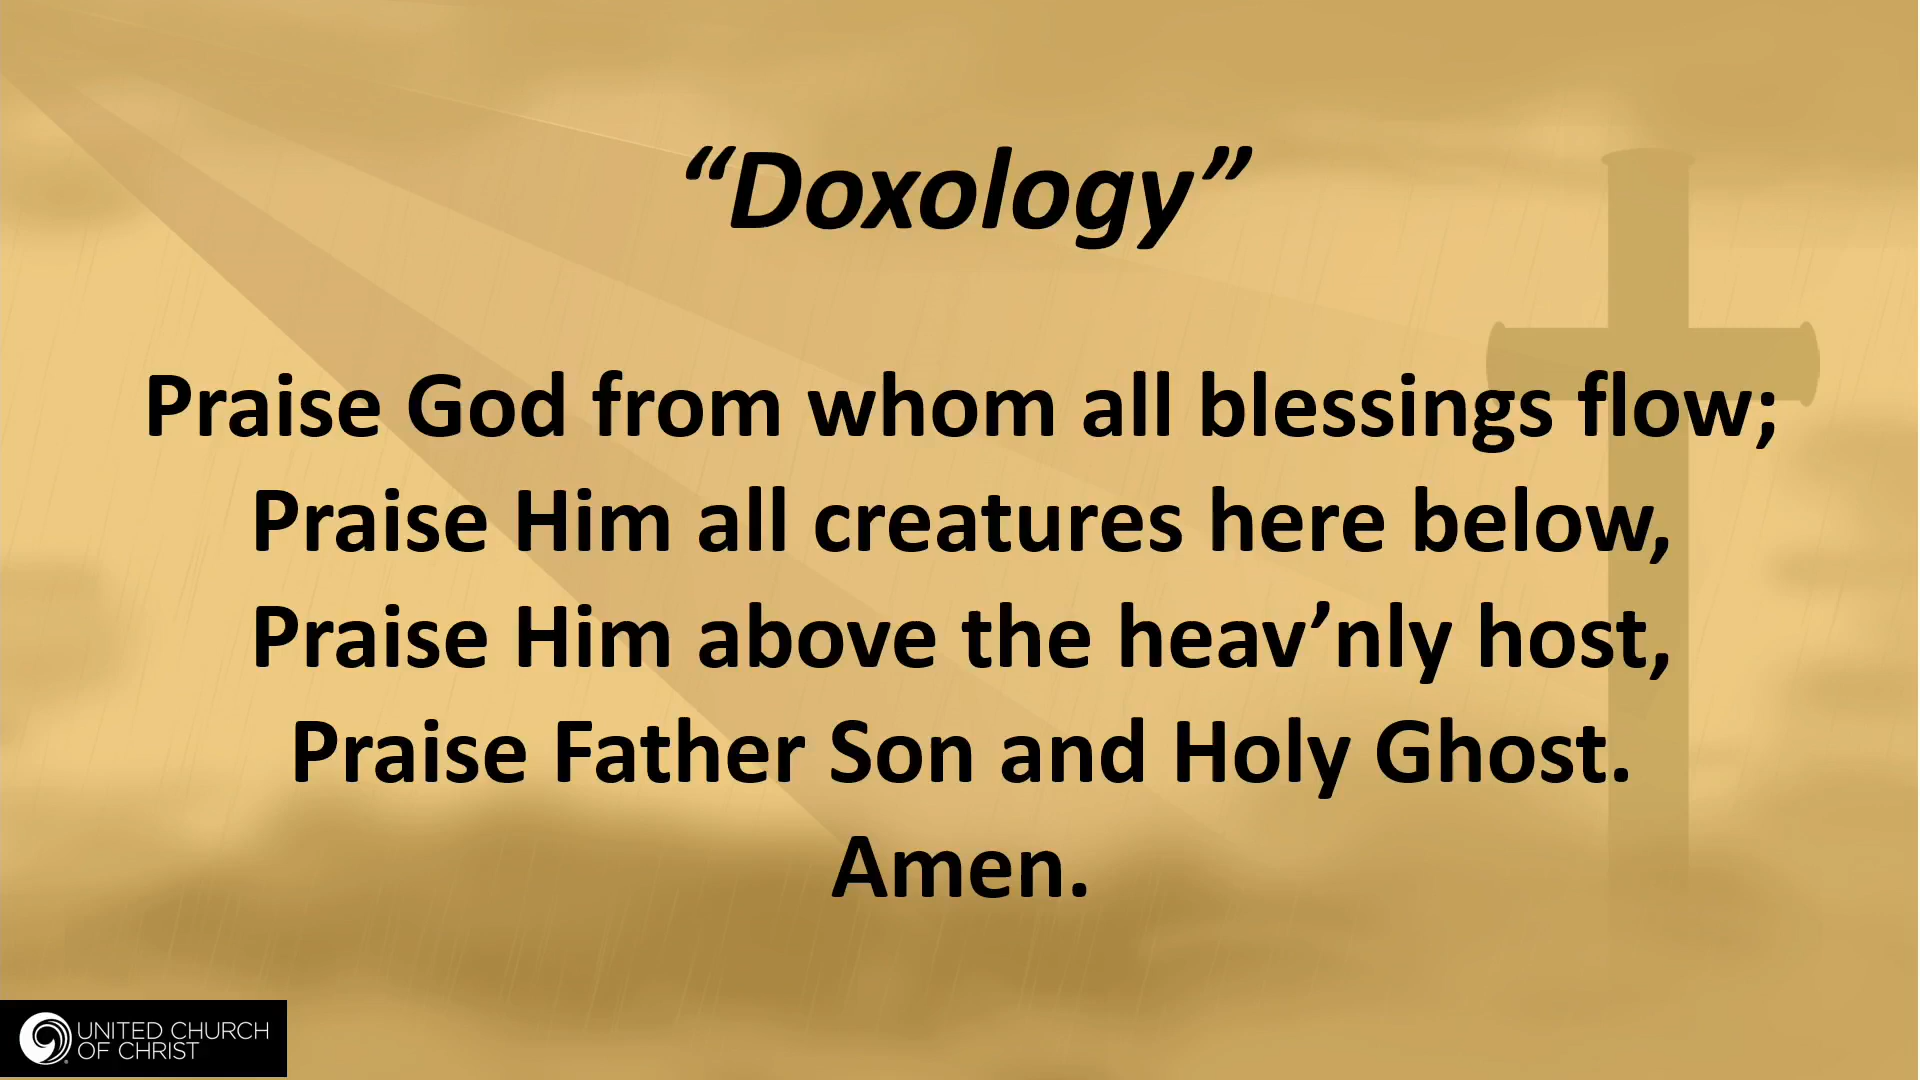 “Doxology”
Praise God from whom all blessings flow;
Praise Him all creatures here below,
Praise Him above the heav’nly host,
Praise Father Son and Holy Ghost.
Amen.
UNITED CHURCH
OF CHRIST